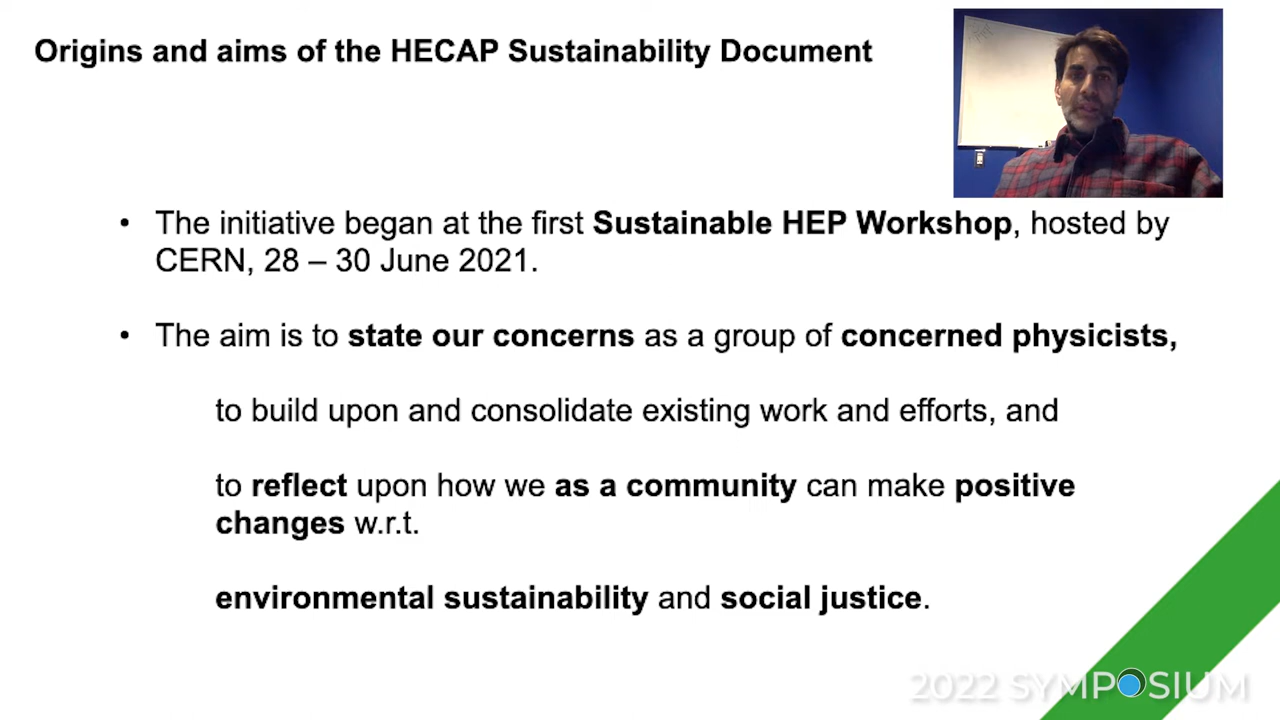 Origins and aims of the HECAP Sustainability Document
• The initiative began at the first Sustainable HEP Workshop, hosted by
CERN, 28 – 30 June 2021.
• The aim is to state our concerns as a group of concerned physicists,
to build upon and consolidate existing work and efforts, and
to reflect upon how we as a community can make positive
changes w.r.t.
environmental sustainability and social justice.
2022 SYMPOSIUM